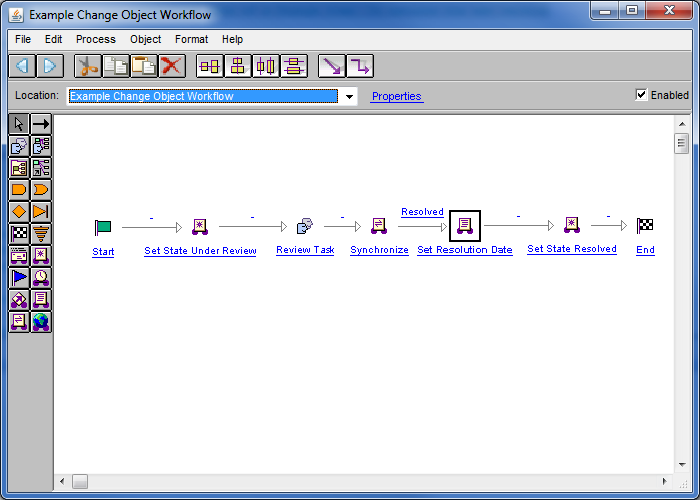 Example Change Object Workflow
File Edit Process Object Format Help
Location: Example Change Object Workflow Properties Enabled
Resolved
Start Set State Under Review Review Task Synchronize Set Resolution Date Set State Resolved End